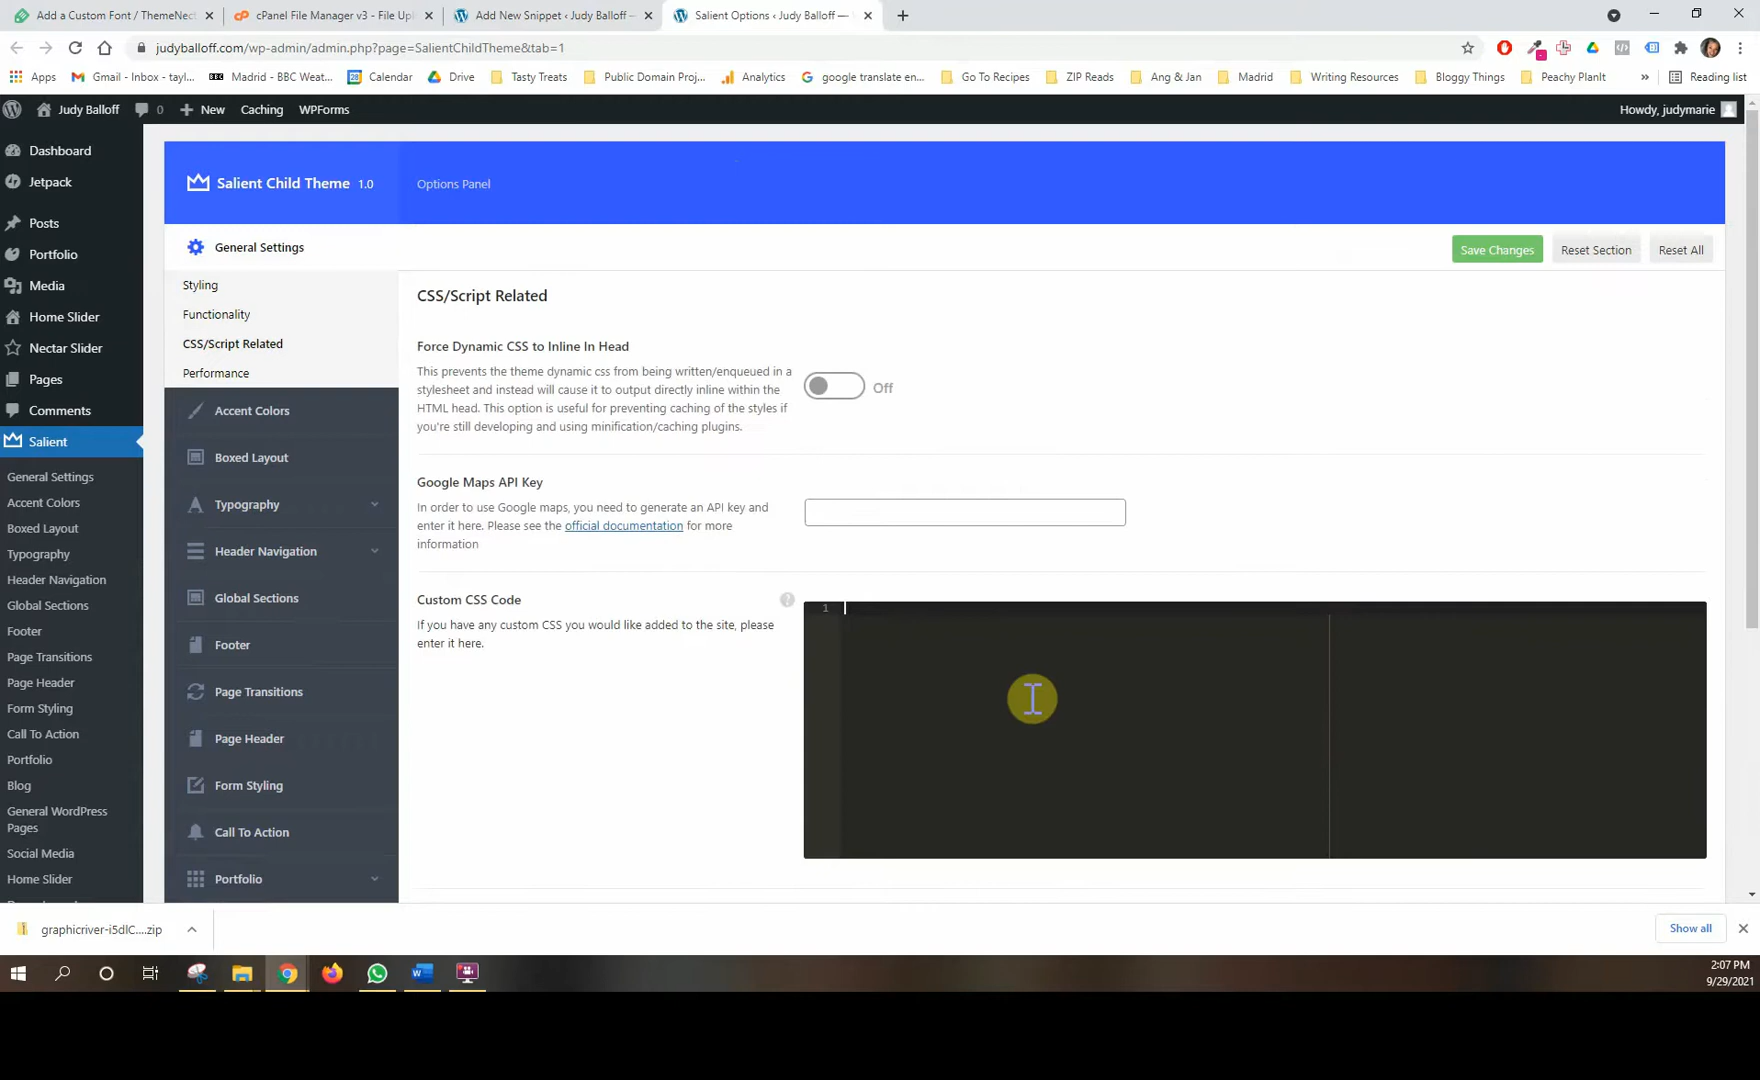 Add a Custom Font / ThemeNect
cPanel File Manager v3 - File Upl
Add New Snippet ‹ Judy Balloff —
Salient Options ‹ Judy Balloff —
judyballoff.com/wp-admin/admin.php?page=SalientChildTheme&tab=1
Apps
Gmail - Inbox - tayl...
BBC
Madrid - BBC Weat...
Calendar
Drive
Tasty Treats
Public Domain Proj...
Analytics
google translate en...
Go To Recipes
ZIP Reads
Ang & Jan
Madrid
Writing Resources
Bloggy Things
Peachy PlanIt
»
Reading list
Judy Balloff
0
New
Caching
WPForms
Howdy, judymarie
Dashboard
Jetpack
Posts
Portfolio
Media
Home Slider
Nectar Slider
Pages
Comments
Salient
General Settings
Accent Colors
Boxed Layout
Typography
Header Navigation
Global Sections
Footer
Page Transitions
Page Header
Form Styling
Call To Action
Portfolio
Blog
General WordPress
Pages
Social Media
Home Slider
Salient Child Theme 1.0
Options Panel
General Settings
Styling
Functionality
CSS/Script Related
Performance
Accent Colors
Boxed Layout
Typography
Header Navigation
Global Sections
Footer
Page Transitions
Page Header
Form Styling
Call To Action
Portfolio
Save Changes
Reset Section
Reset All
CSS/Script Related
Force Dynamic CSS to Inline In Head
This prevents the theme dynamic css from being written/enqueued in a
stylesheet and instead will cause it to output directly inline within the
HTML head. This option is useful for preventing caching of the styles if
you're still developing and using minification/caching plugins.
Off
Google Maps API Key
In order to use Google maps, you need to generate an API key and
enter it here. Please see the official documentation for more
information
Custom CSS Code
?
If you have any custom CSS you would like added to the site, please
enter it here.
1
graphicriver-i5dlC....zip
Show all
2:07 PM
9/29/2021